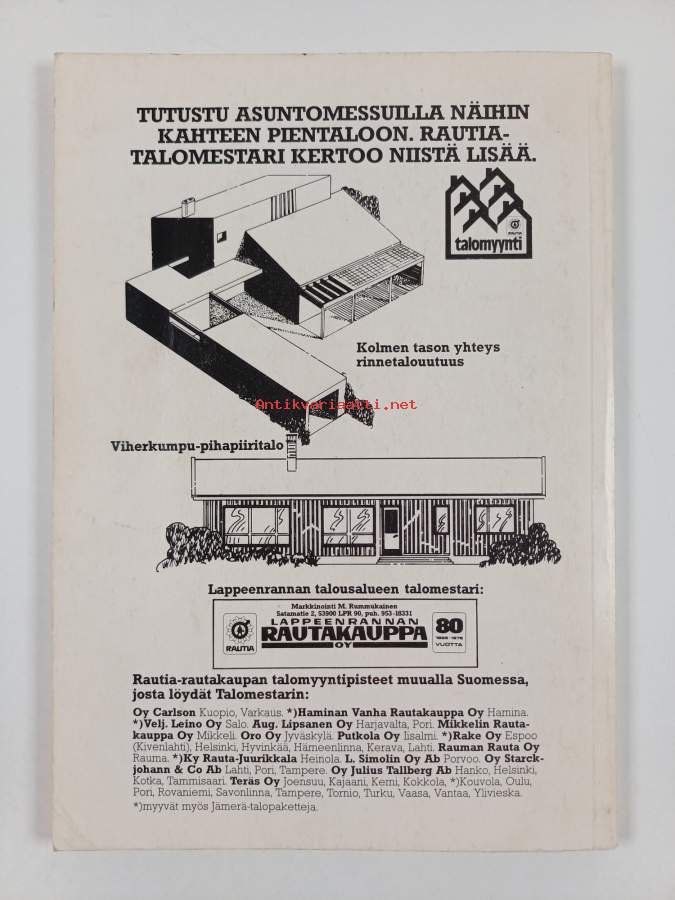 TUTUSTU ASUNTOMESSUILLA NÄIHIN
KAHTEEN PIENTALOON. RAUTIA-
TALOMESTARI KERTOO NIISTÄ LISÄÄ.
RAUTIA
talomyynti
Kolmen tason yhteys
rinnetalouutuus
Antikvariaatti.net
Viherkumpu-pihapiiritalo
Lappeenrannan talousalueen talomestari:
Markkinointi M. Rummukainen
Satamatie 2, 53900 LPR 90, puh. 953-18331
LAPPEENRANNAN
RAUTAKAUPPA
OY
RAUTIA
80
VUOTTA
Rautia-rautakaupan talomyyntipisteet muualla Suomessa,
josta löydät Talomestarin:
Oy Carlson Kuopio, Varkaus. *)Haminan Vanha Rautakauppa Oy Hamina.
*)Velj. Leino Oy Salo. Aug. Lipsanen Oy Harjavalta, Pori. Mikkelin Rauta-
kauppa Oy Mikkeli. Oro Oy Jyväskylä. Putkola Oy Iisalmi. *)Rake Oy Espoo
(Kivenlahti), Helsinki, Hyvinkää, Hämeenlinna, Kerava, Lahti. Rauman Rauta Oy
Rauma. *)Ky Rauta-Juurikkala Heinola. L. Simolin Oy Ab Porvoo. Oy Starck-
johann & Co Ab Lahti, Pori, Tampere. Oy Julius Tallberg Ab Hanko, Helsinki,
Kotka, Tammisaari. Teräs Oy Joensuu, Kajaani, Kemi, Kokkola, *)Kouvola, Oulu,
Pori, Rovaniemi, Savonlinna, Tampere, Tornio, Turku, Vaasa, Vantaa, Ylivieska.
*)myyvät myös Jämerä-talopaketteja.